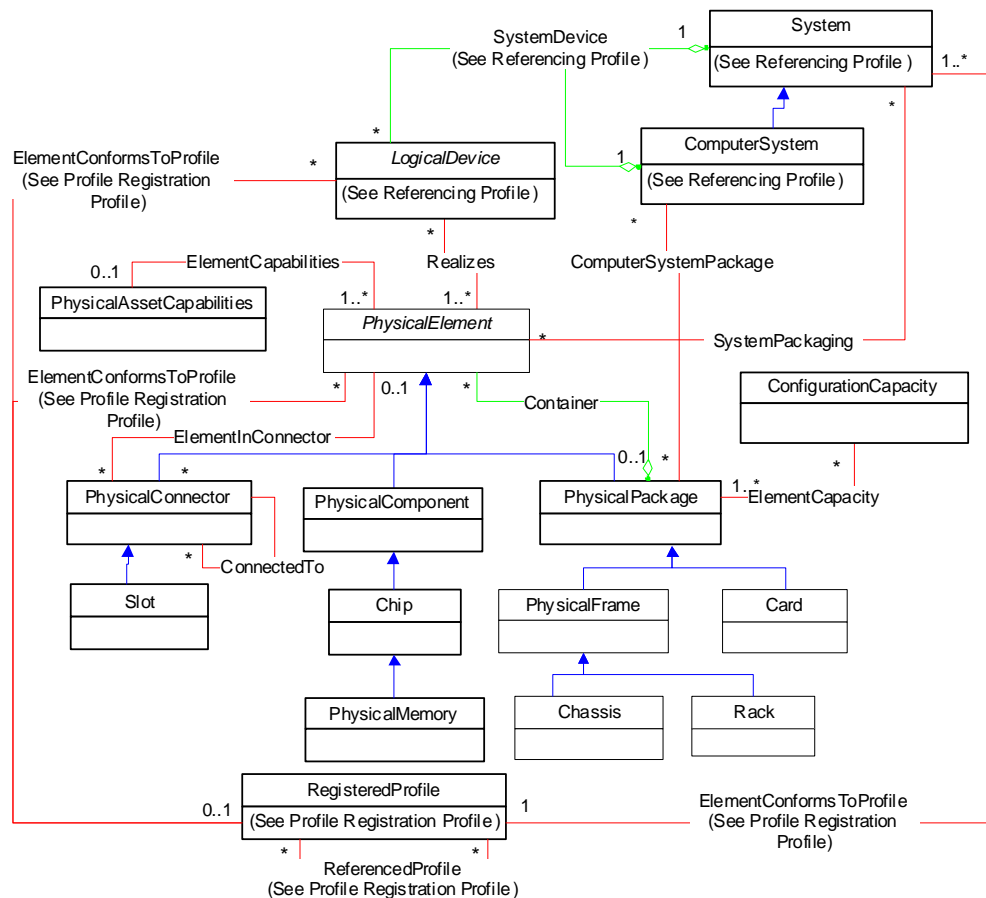 System
(See Referencing Profile )
1
1..*
*
SystemDevice
(See Referencing Profile)
*
ComputerSystem
(See Referencing Profile )
1
*
ElementConformsToProfile
(See Profile Registration
Profile)
*
LogicalDevice
(See Referencing Profile )
*
ElementCapabilities
Realizes
ComputerSystemPackage
0..1
PhysicalAssetCapabilities
1..*
1..*
PhysicalElement
*
SystemPackaging
ElementConformsToProfile
(See Profile Registration
Profile)
*
0..1
*
Container
ConfigurationCapacity
ElementInConnector
*
*
0..1
*
*
PhysicalConnector
PhysicalComponent
PhysicalPackage
1..*
ElementCapacity
*
ConnectedTo
Slot
Chip
PhysicalFrame
Card
PhysicalMemory
Chassis
Rack
RegisteredProfile
(See Profile Registration Profile)
0..1
1
ElementConformsToProfile
(See Profile Registration
Profile)
*
*
ReferencedProfile
(See Profile Registration Profile)